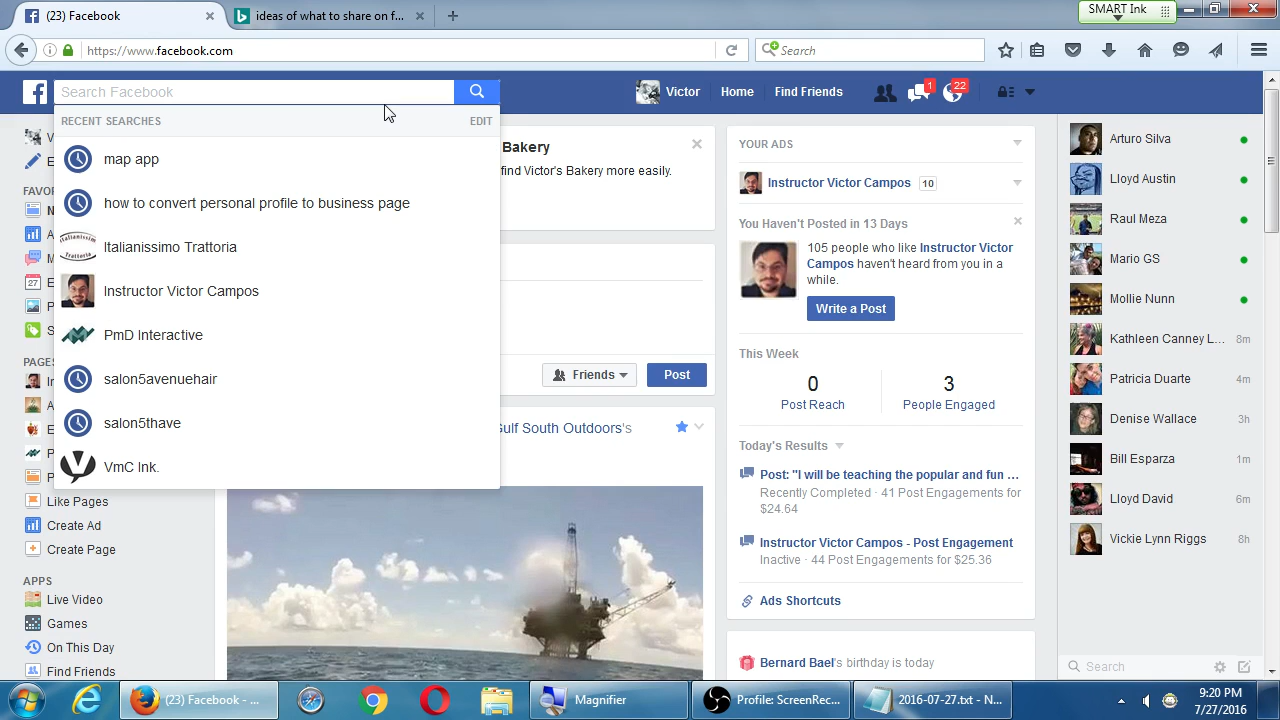 (23) Facebook
ideas of what to share on f...
SMART Ink
https://www.facebook.com
Search
Search Facebook
Victor
Home
Find Friends
1
22
RECENT SEARCHES
EDIT
map app
how to convert personal profile to business page
Italianissimo Trattoria
Instructor Victor Campos
PmD Interactive
salon5avenuehair
salon5thave
VmC Ink.
V
E
FAVO
N
A
M
27
E
P
S
PAGE
In
A
E
P
P
Like Pages
Create Ad
Create Page
APPS
Live Video
Games
On This Day
Find Friends
Bakery
find Victor's Bakery more easily.
Friends
Post
Gulf South Outdoors's
YOUR ADS
Instructor Victor Campos 10
You Haven't Posted in 13 Days
105 people who like Instructor Victor
Campos haven't heard from you in a
while.
Write a Post
This Week
0
Post Reach
3
People Engaged
Today's Results
Post: "I will be teaching the popular and fun ...
Recently Completed · 41 Post Engagements for
$24.64
Instructor Victor Campos - Post Engagement
Inactive · 44 Post Engagements for $25.36
Ads Shortcuts
Bernard Bael's birthday is today
Arturo Silva
Lloyd Austin
Raul Meza
Mario GS
Mollie Nunn
Kathleen Canney L... 8m
Patricia Duarte 4m
Denise Wallace 3h
Bill Esparza 1m
Lloyd David 6m
Vickie Lynn Riggs 8h
Search
(23) Facebook - ...
Magnifier
Profile: ScreenRec...
2016-07-27.txt - N...
9:20 PM
7/27/2016